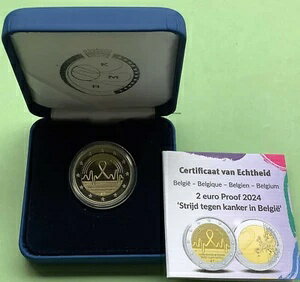 K
M
R
Certificaat van Echtheid
België - Belgique - Belgien - Belgium
2 euro Proof 2024
'Strijd tegen kanker in België'